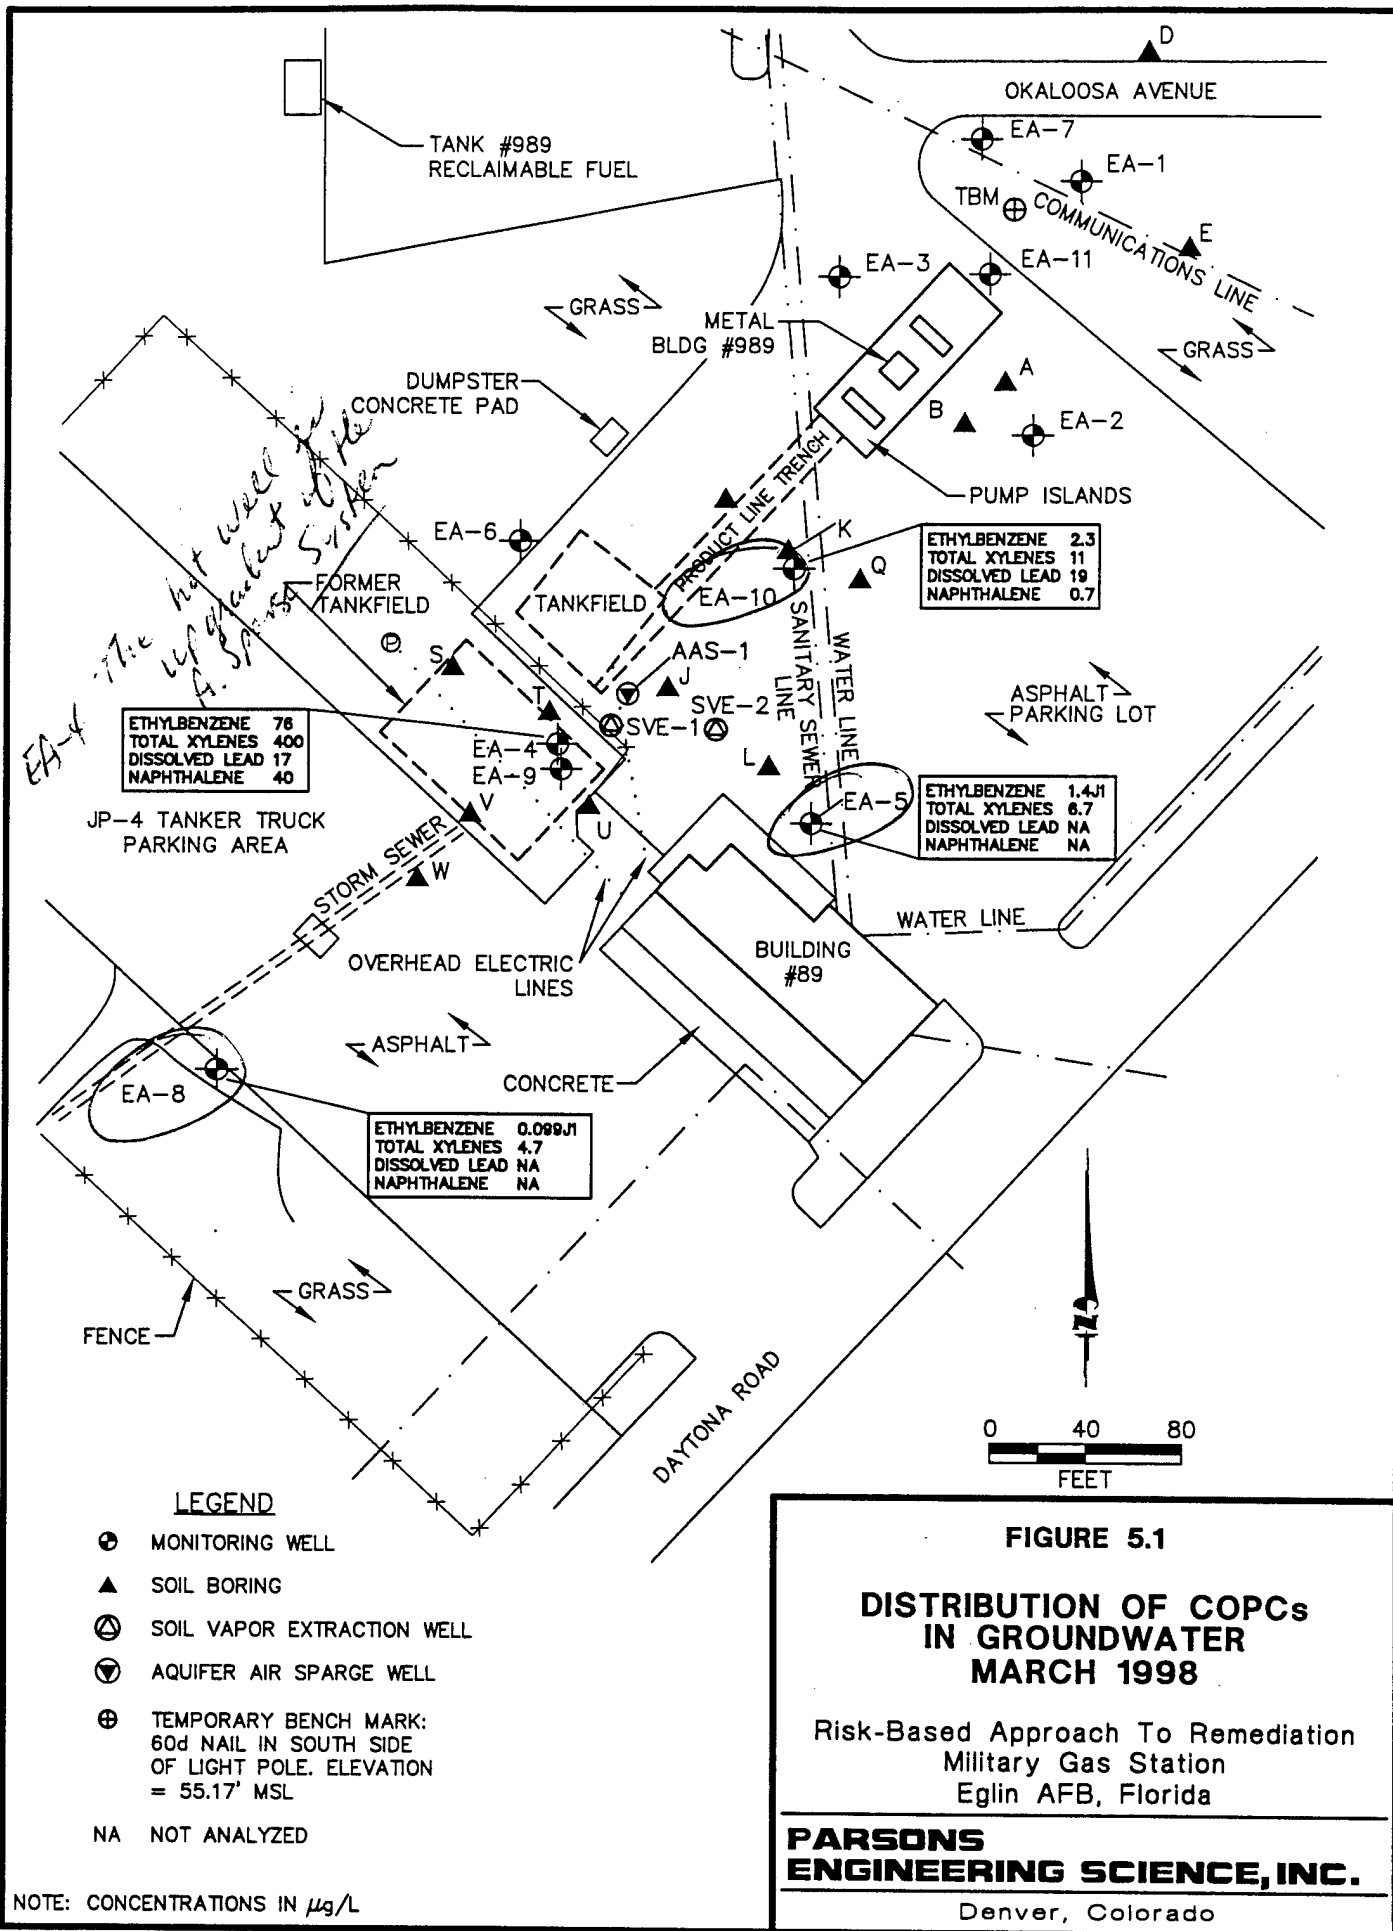 D
OKALOOSA AVENUE
EA-7
EA-1
TBM
COMMUNICATIONS LINE
E
TANK #989
RECLAIMABLE FUEL
EA-3
EA-11
GRASS
METAL
BLDG #989
GRASS
DUMPSTER
CONCRETE PAD
A
B
EA-2
PRODUCT LINE TRENCH
PUMP ISLANDS
EA-6
K
ETHYLBENZENE 2.3
TOTAL XYLENES 11
DISSOLVED LEAD 19
NAPHTHALENE 0.7
Q
EA-4 The hot well is
upgradient of the
A. Sparge System
FORMER
TANKFIELD
TANKFIELD
EA-10
SANITARY SEWER
LINE
WATER LINE
P
S
AAS-1
J
T
SVE-2
SVE-1
ASPHALT
PARKING LOT
ETHYLBENZENE 76
TOTAL XYLENES 400
DISSOLVED LEAD 17
NAPHTHALENE 40
EA-4
EA-9
L
JP-4 TANKER TRUCK
PARKING AREA
V
U
EA-5
ETHYLBENZENE 1.4J1
TOTAL XYLENES 6.7
DISSOLVED LEAD NA
NAPHTHALENE NA
STORM SEWER
W
WATER LINE
OVERHEAD ELECTRIC
LINES
BUILDING
#89
ASPHALT
CONCRETE
EA-8
ETHYLBENZENE 0.099J1
TOTAL XYLENES 4.7
DISSOLVED LEAD NA
NAPHTHALENE NA
GRASS
FENCE
DAYTONA ROAD
N
0 40 80
FEET
LEGEND
MONITORING WELL
SOIL BORING
SOIL VAPOR EXTRACTION WELL
AQUIFER AIR SPARGE WELL
TEMPORARY BENCH MARK:
60d NAIL IN SOUTH SIDE
OF LIGHT POLE. ELEVATION
= 55.17' MSL
NA NOT ANALYZED
NOTE: CONCENTRATIONS IN µg/L
FIGURE 5.1
DISTRIBUTION OF COPCs
IN GROUNDWATER
MARCH 1998
Risk-Based Approach To Remediation
Military Gas Station
Eglin AFB, Florida
PARSONS
ENGINEERING SCIENCE, INC.
Denver, Colorado